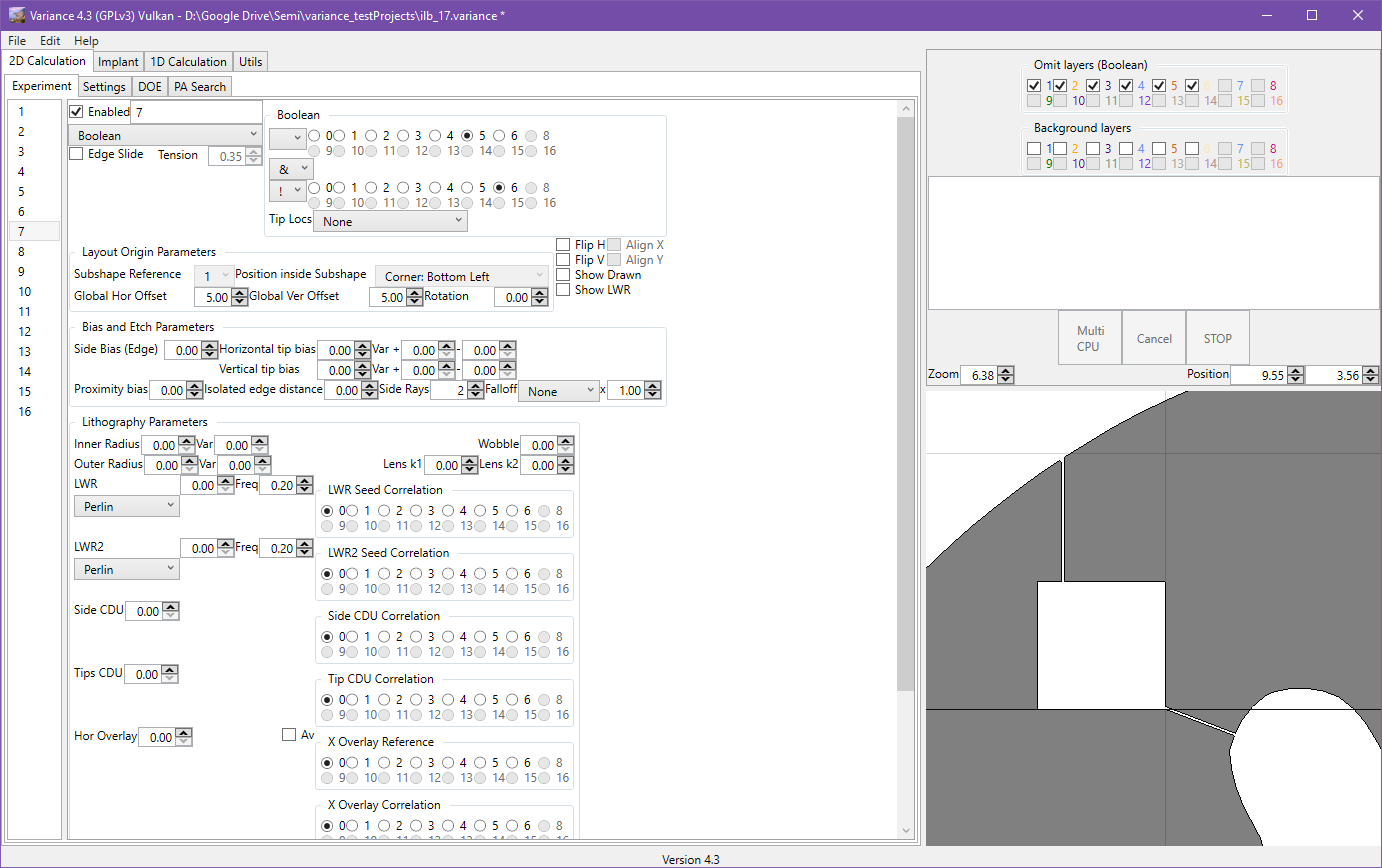 Variance 4.3 (GPLv3) Vulkan - D:\Google Drive\Semi\variance_testProjects\ilb_17.variance *
File Edit Help
2D Calculation Implant 1D Calculation Utils
Experiment Settings DOE PA Search
1
2
3
4
5
6
7
8
9
10
11
12
13
14
15
16
Enabled 7
Boolean
Edge Slide Tension 0.35
Boolean
0 1 2 3 4 5 6 8
9 10 11 12 13 14 15 16
&
! 0 1 2 3 4 5 6 8
9 10 11 12 13 14 15 16
Tip Locs None
Layout Origin Parameters
Subshape Reference 1 Position inside Subshape Corner: Bottom Left
Global Hor Offset 5.00 Global Ver Offset 5.00 Rotation 0.00
Flip H Align X
Flip V Align Y
Show Drawn
Show LWR
Bias and Etch Parameters
Side Bias (Edge) 0.00 Horizontal tip bias 0.00 Var + 0.00 - 0.00
Vertical tip bias 0.00 Var + 0.00 - 0.00
Proximity bias 0.00 Isolated edge distance 0.00 Side Rays 2 Falloff None x 1.00
Lithography Parameters
Inner Radius 0.00 Var 0.00 Wobble 0.00
Outer Radius 0.00 Var 0.00 Lens k1 0.00 Lens k2 0.00
LWR 0.00 Freq 0.20
Perlin
LWR Seed Correlation
0 1 2 3 4 5 6 8
9 10 11 12 13 14 15 16
LWR2 0.00 Freq 0.20
Perlin
LWR2 Seed Correlation
0 1 2 3 4 5 6 8
9 10 11 12 13 14 15 16
Side CDU 0.00
Side CDU Correlation
0 1 2 3 4 5 6 8
9 10 11 12 13 14 15 16
Tips CDU 0.00
Tip CDU Correlation
0 1 2 3 4 5 6 8
9 10 11 12 13 14 15 16
Hor Overlay 0.00 Av
X Overlay Reference
0 1 2 3 4 5 6 8
9 10 11 12 13 14 15 16
X Overlay Correlation
0 1 2 3 4 5 6 8
Omit layers (Boolean)
1 2 3 4 5 6 7 8
9 10 11 12 13 14 15 16
Background layers
1 2 3 4 5 6 7 8
9 10 11 12 13 14 15 16
Multi CPU Cancel STOP
Zoom 6.38 Position 9.55 3.56
Version 4.3